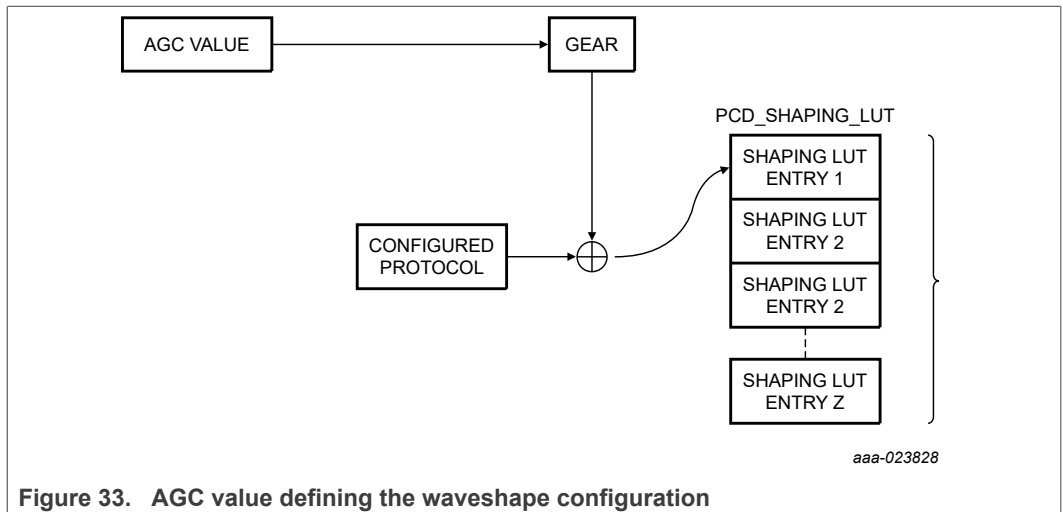 AGC VALUE
GEAR
PCD_SHAPING_LUT
SHAPING LUT
ENTRY 1
SHAPING LUT
ENTRY 2
SHAPING LUT
ENTRY 2
SHAPING LUT
ENTRY Z
CONFIGURED
PROTOCOL
aaa-023828
Figure 33. AGC value defining the waveshape configuration